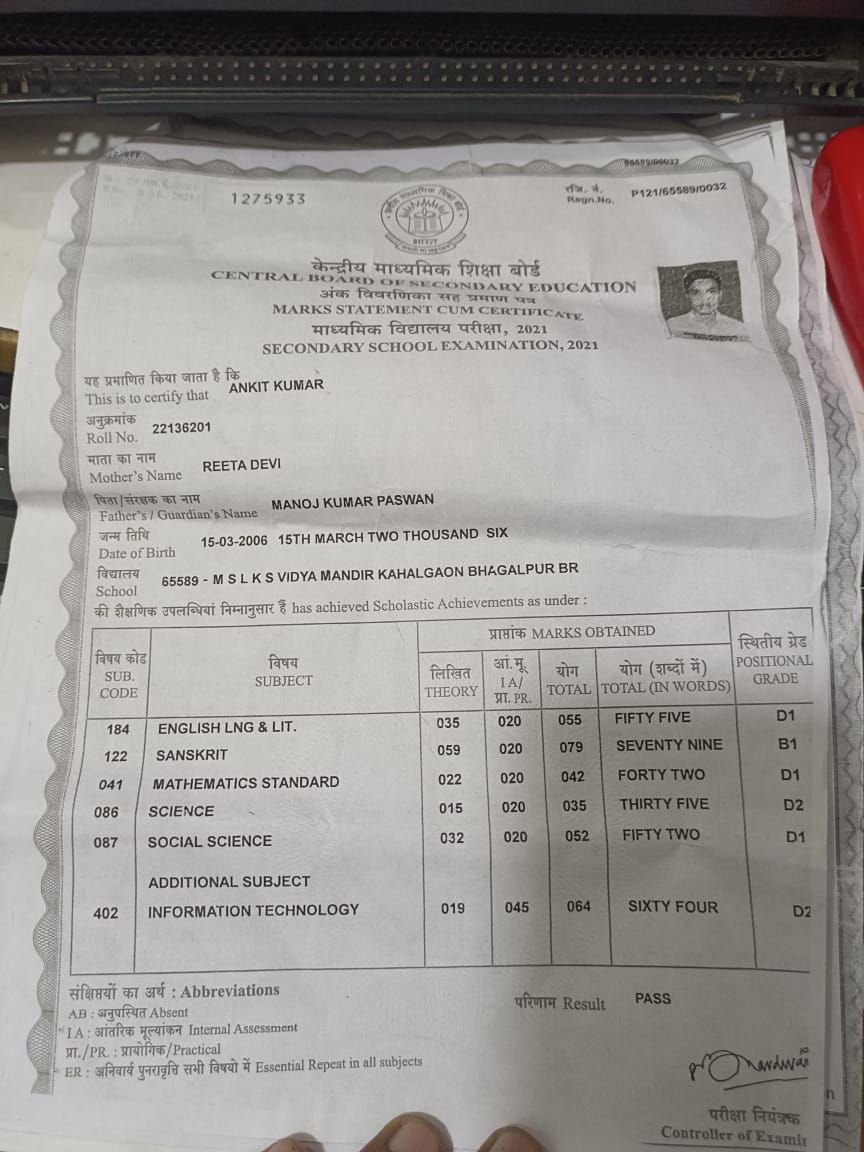 66589/00032
1275933
रजि. नं.
Regn.No. P121/65589/0032
भारत
केन्द्रीय माध्यमिक शिक्षा बोर्ड
CENTRAL BOARD OF SECONDARY EDUCATION
अंक विवरणिका सह प्रमाण पत्र
MARKS STATEMENT CUM CERTIFICATE
माध्यमिक विद्यालय परीक्षा, 2021
SECONDARY SCHOOL EXAMINATION, 2021
यह प्रमाणित किया जाता है कि
This is to certify that ANKIT KUMAR
अनुक्रमांक
Roll No. 22136201
माता का नाम
Mother's Name REETA DEVI
पिता/संरक्षक का नाम
Father's / Guardian's Name MANOJ KUMAR PASWAN
जन्म तिथि
Date of Birth 15-03-2006 15TH MARCH TWO THOUSAND SIX
विद्यालय
School 65589 - M S L K S VIDYA MANDIR KAHALGAON BHAGALPUR BR
की शैक्षणिक उपलब्धियां निम्नानुसार हैं has achieved Scholastic Achievements as under :
विषय कोड SUB. CODE विषय SUBJECT प्राप्तांक MARKS OBTAINED स्थितीय ग्रेड POSITIONAL GRADE
लिखित THEORY आं.मू. I A/ प्रा. PR. योग TOTAL योग (शब्दों में) TOTAL (IN WORDS)
184 ENGLISH LNG & LIT. 035 020 055 FIFTY FIVE D1
122 SANSKRIT 059 020 079 SEVENTY NINE B1
041 MATHEMATICS STANDARD 022 020 042 FORTY TWO D1
086 SCIENCE 015 020 035 THIRTY FIVE D2
087 SOCIAL SCIENCE 032 020 052 FIFTY TWO D1
ADDITIONAL SUBJECT
402 INFORMATION TECHNOLOGY 019 045 064 SIXTY FOUR D2
संक्षिप्तियों का अर्थ : Abbreviations
परिणाम Result PASS
AB : अनुपस्थित Absent
I A : आंतरिक मूल्यांकन Internal Assessment
प्रा./PR. : प्रायोगिक/Practical
ER : अनिवार्य पुनरावृत्ति सभी विषयो में Essential Repeat in all subjects
परीक्षा नियंत्रक
Controller of Exami